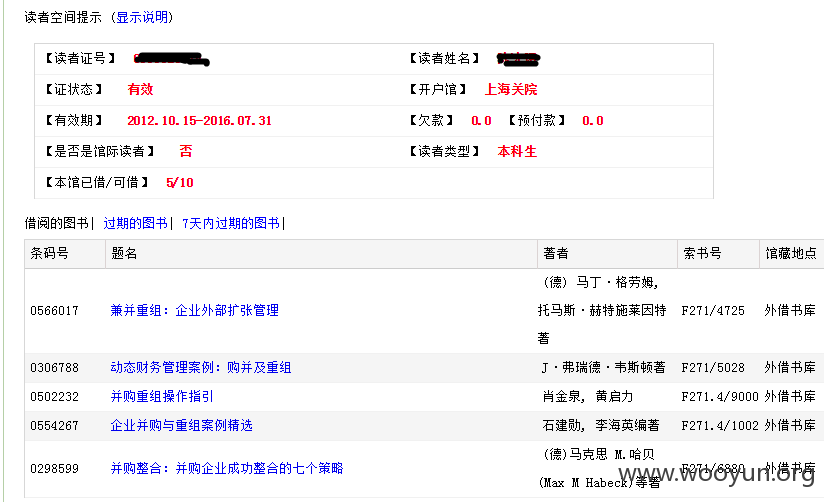 读者空间提示 (显示说明)
【读者证号】 【读者姓名】
【证状态】 有效 【开户馆】 上海关院
【有效期】 2012.10.15-2016.07.31 【欠款】 0.0 【预付款】 0.0
【是否是馆际读者】 否 【读者类型】 本科生
【本馆已借/可借】 5/10
借阅的图书| 过期的图书| 7天内过期的图书|
条码号 题名 著者 索书号 馆藏地点
(德) 马丁·格劳姆,
0566017 兼并重组: 企业外部扩张管理 托马斯·赫特施莱因特 F271/4725 外借书库
著
0306788 动态财务管理案例: 购并及重组 J·弗瑞德·韦斯顿著 F271/5028 外借书库
0502232 并购重组操作指引 肖金泉, 黄启力 F271.4/9000 外借书库
0554267 企业并购与重组案例精选 石建勋, 李海英编著 F271.4/1002 外借书库
(德)马克思 M.哈贝
0298599 并购整合: 并购企业成功整合的七个策略 F271/6880 外借书库
(Max M Habeck)等著
www.wooyun.org